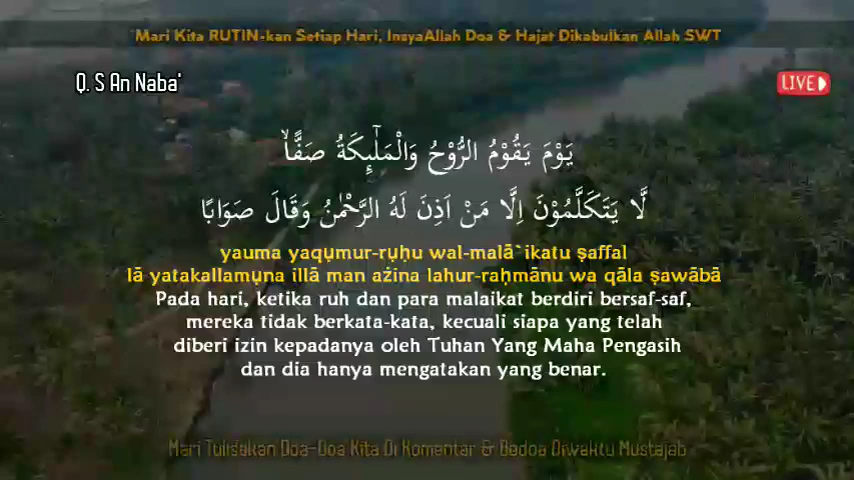 Mari Kita RUTIN-kan Setiap Hari, InsyaAllah Doa & Hajat Dikabulkan Allah SWT
Q.S An Naba'
LIVE
يَوْمَ يَقُوْمُ الرُّوْحُ وَالْمَلٰۤىِٕكَةُ صَفًّاۙ
لَّا يَتَكَلَّمُوْنَ اِلَّا مَنْ اَذِنَ لَهُ الرَّحْمٰنُ وَقَالَ صَوَابًا
yauma yaqụmur-rụḥu wal-malā`ikatu ṣaffal
lā yatakallamụna illā man ażina lahur-raḥmānu wa qāla ṣawābā
Pada hari, ketika ruh dan para malaikat berdiri bersaf-saf,
mereka tidak berkata-kata, kecuali siapa yang telah
diberi izin kepadanya oleh Tuhan Yang Maha Pengasih
dan dia hanya mengatakan yang benar.
Mari Tuliskan Doa-Doa Kita Di Komentar & Bedoa Diwaktu Mustajab